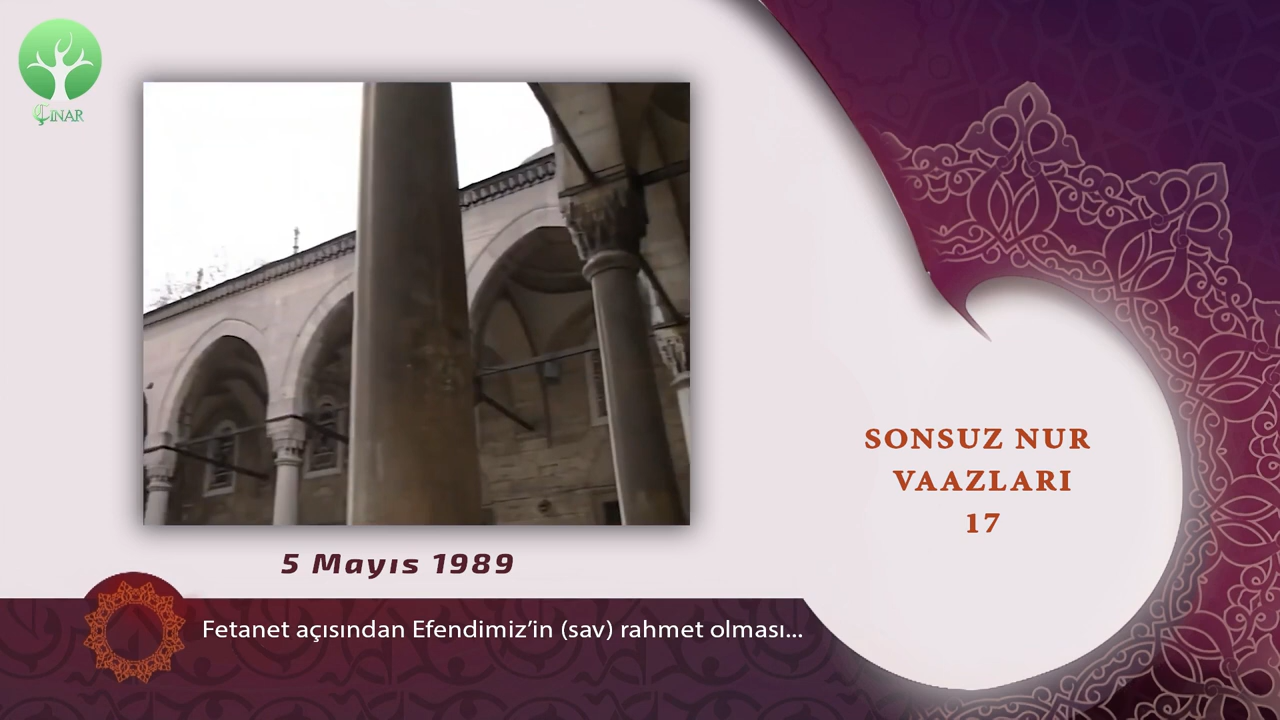 ÇINAR
5 Mayıs 1989
SONSUZ NUR
VAAZLARI
17
Fetanet açısından Efendimiz’in (sav) rahmet olması...